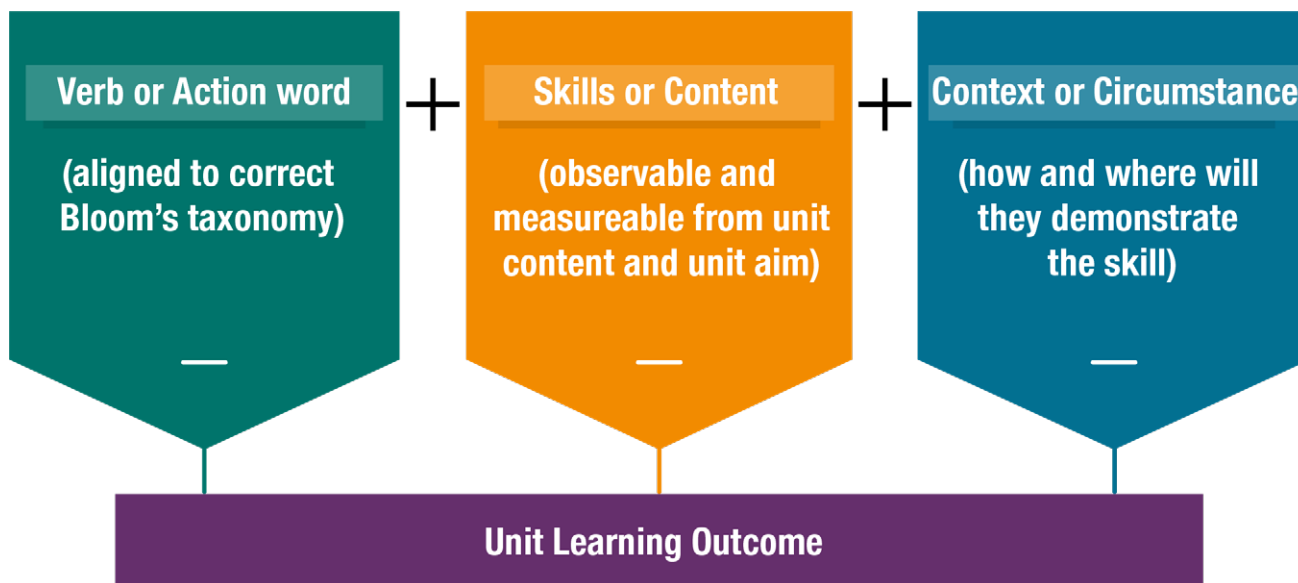 Verb or Action word
(aligned to correct
Bloom's taxonomy)
+
Skills or Content
(observable and
measureable from unit
content and unit aim)
+
Context or Circumstance
(how and where will
they demonstrate
the skill)
Unit Learning Outcome